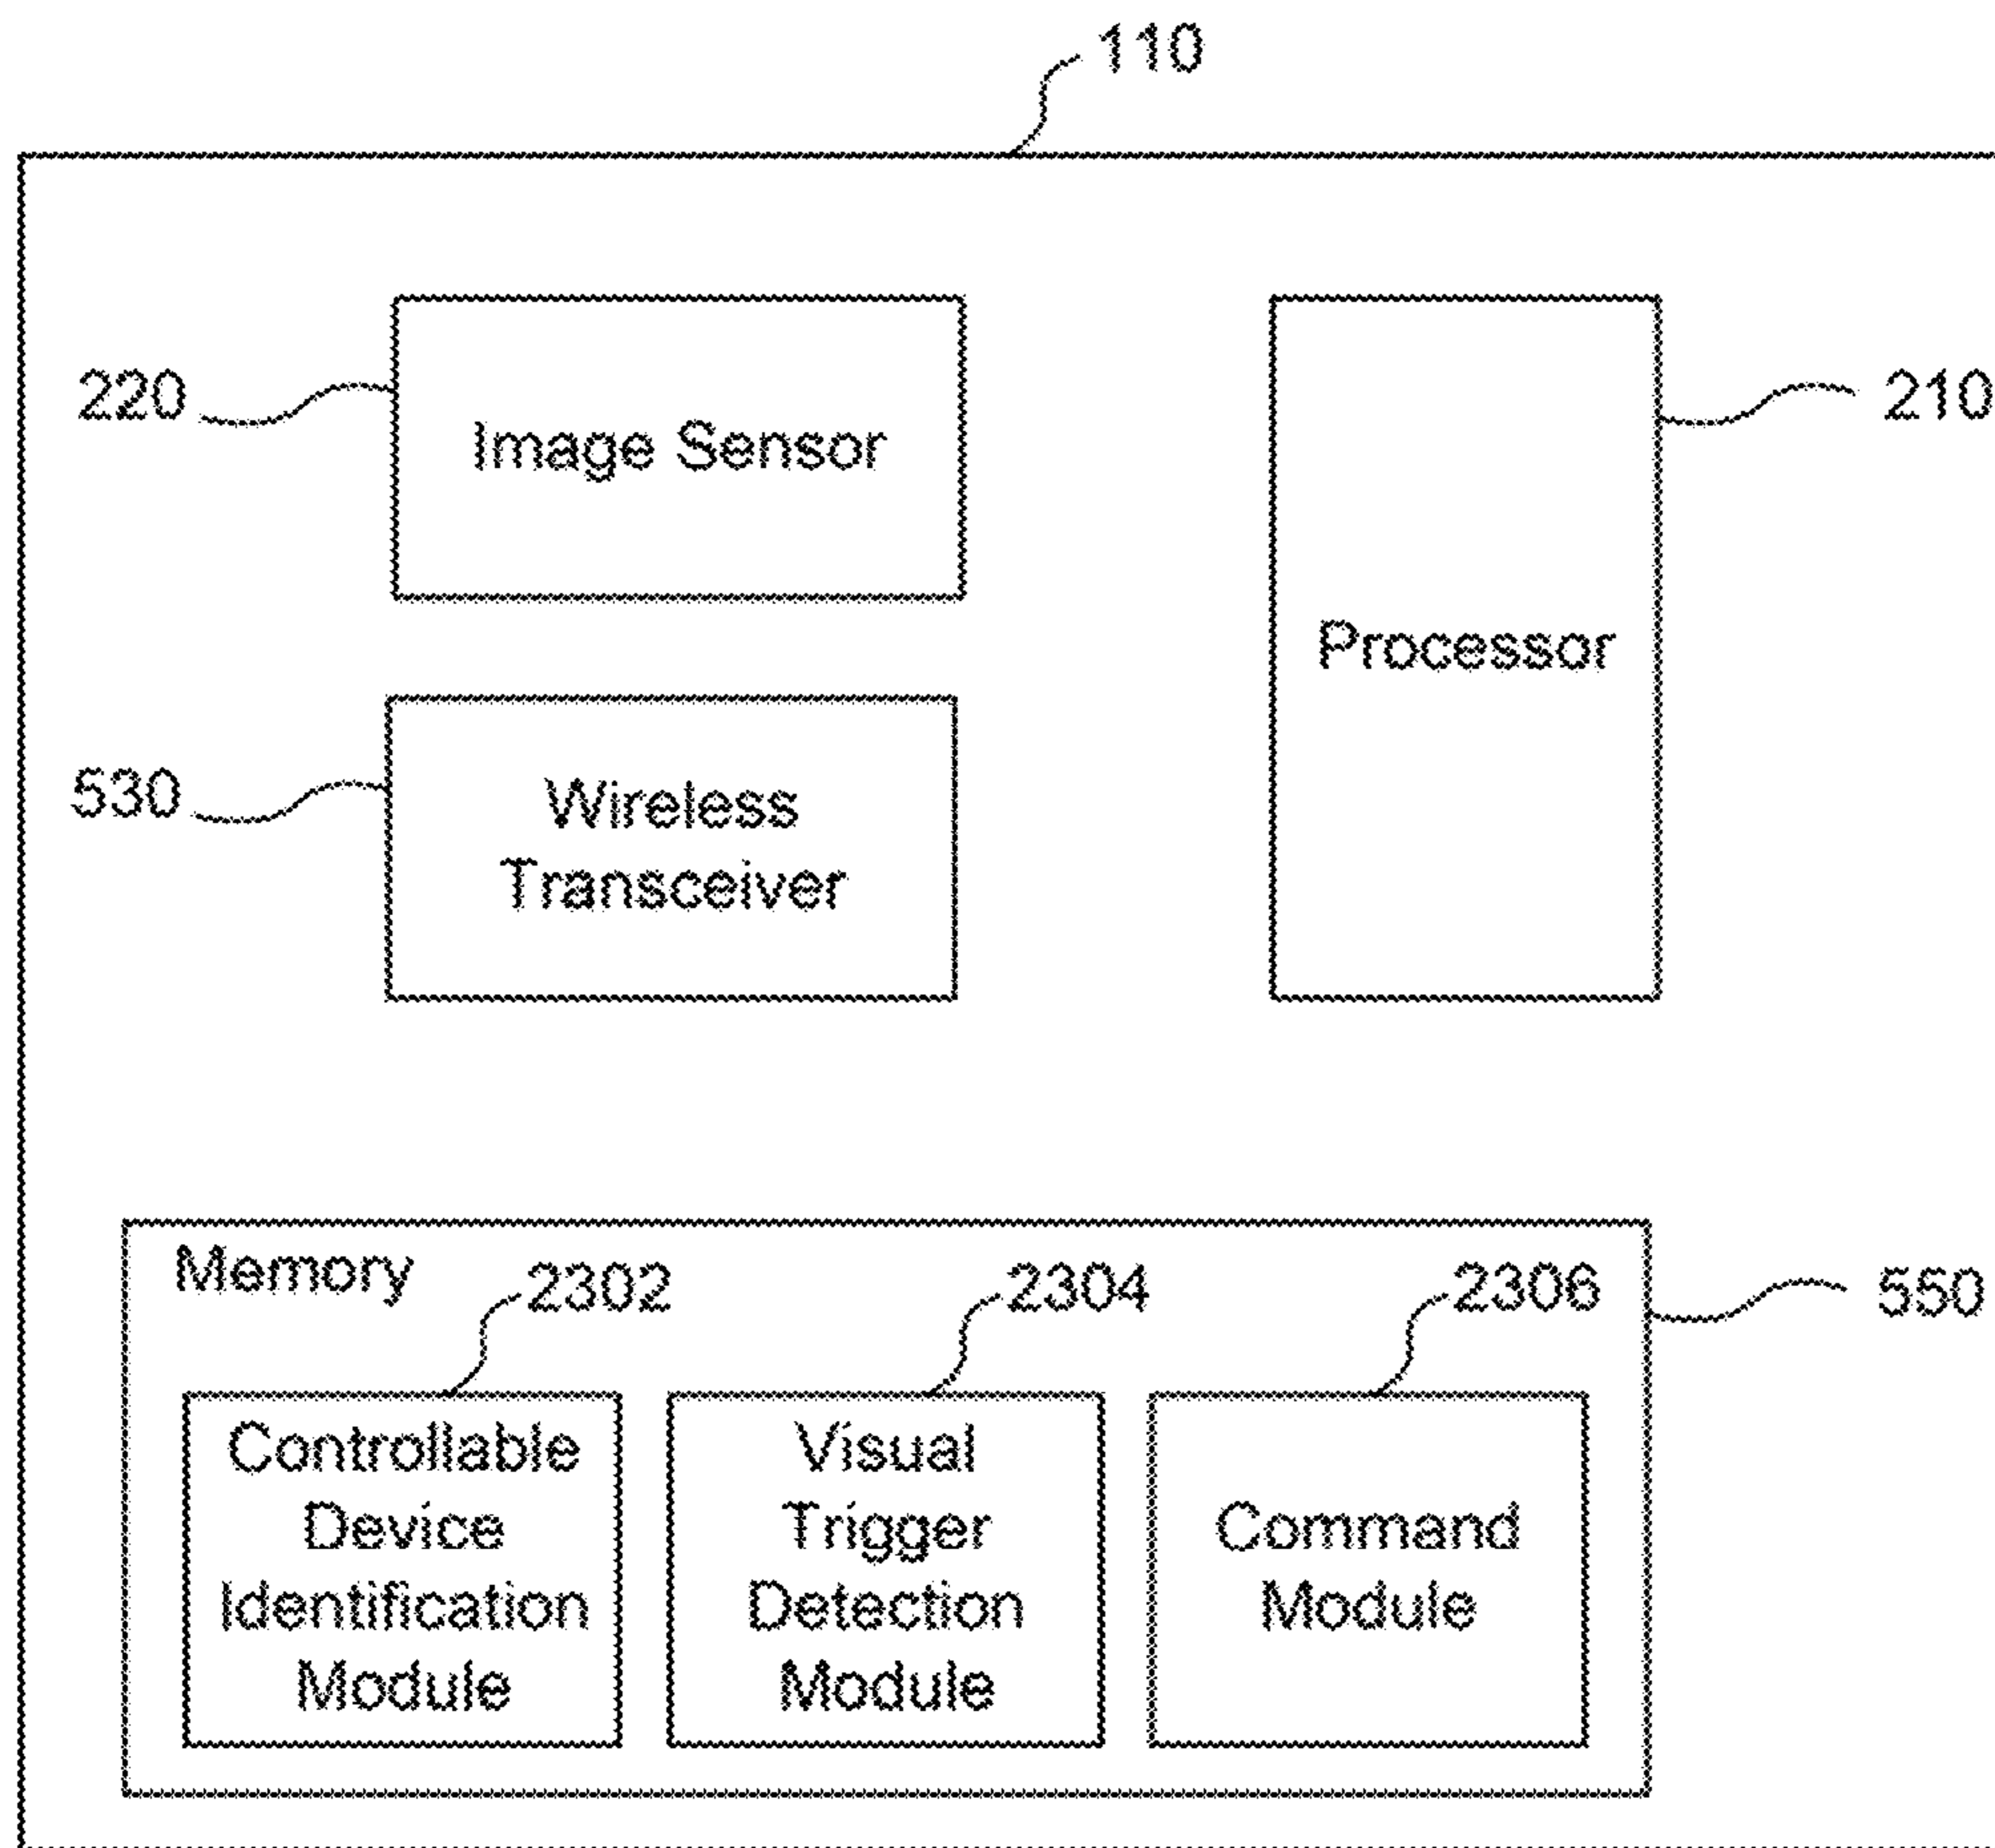 110
220
Image Sensor
210
Processor
530
Wireless
Transceiver
Memory
2302
2304
2306
550
Controllable
Device
Identification
Module
Visual
Trigger
Detection
Module
Command
Module